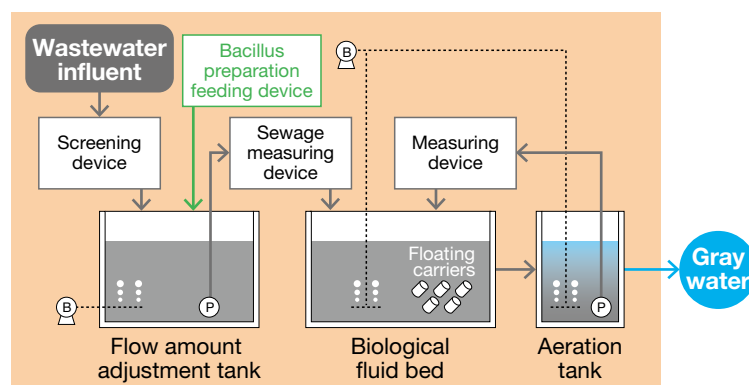 Wastewater
influent
Bacillus
preparation
feeding device
B
Screening
device
Sewage
measuring
device
Measuring
device
Floating
carriers
Gray
water
B
P
P
Flow amount
adjustment tank
Biological
fluid bed
Aeration
tank